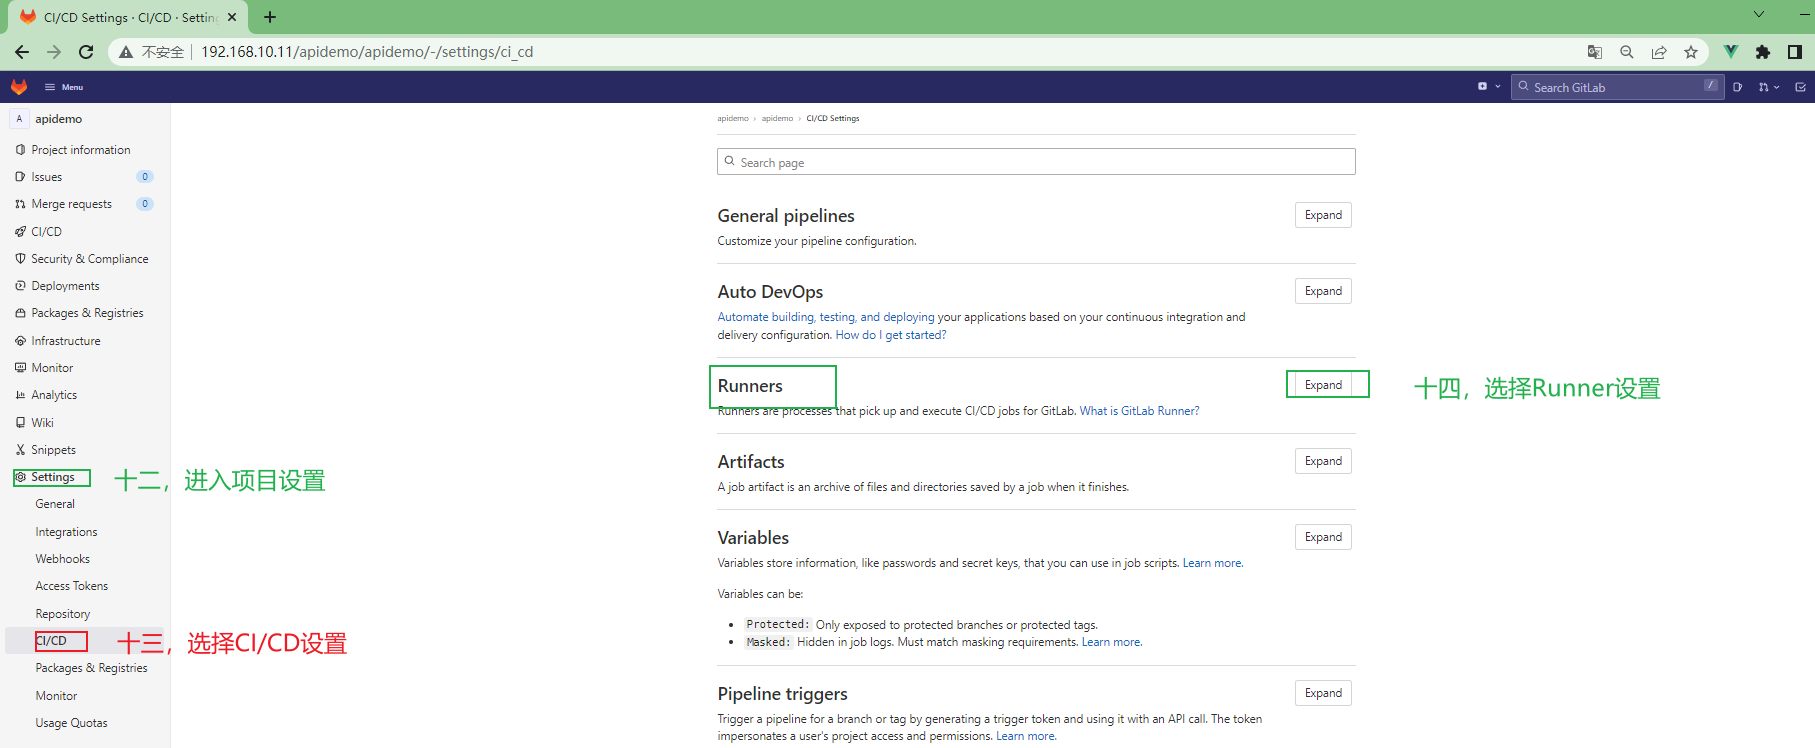 CI/CD Settings · CI/CD · Settin
不安全
192.168.10.11/apidemo/apidemo/-/settings/ci_cd
Menu
Search GitLab
/
A
apidemo
Project information
Issues
0
Merge requests
0
CI/CD
Security & Compliance
Deployments
Packages & Registries
Infrastructure
Monitor
Analytics
Wiki
Snippets
Settings
十二，进入项目设置
General
Integrations
Webhooks
Access Tokens
Repository
CI/CD
十三，选择CI/CD设置
Packages & Registries
Monitor
Usage Quotas
apidemo › apidemo › CI/CD Settings
Search page
General pipelines
Expand
Customize your pipeline configuration.
Auto DevOps
Expand
Automate building, testing, and deploying your applications based on your continuous integration and
delivery configuration. How do I get started?
Runners
Expand
十四，选择Runner设置
Runners are processes that pick up and execute CI/CD jobs for GitLab. What is GitLab Runner?
Artifacts
Expand
A job artifact is an archive of files and directories saved by a job when it finishes.
Variables
Expand
Variables store information, like passwords and secret keys, that you can use in job scripts. Learn more.
Variables can be:
• Protected: Only exposed to protected branches or protected tags.
• Masked: Hidden in job logs. Must match masking requirements. Learn more.
Pipeline triggers
Expand
Trigger a pipeline for a branch or tag by generating a trigger token and using it with an API call. The token
impersonates a user's project access and permissions. Learn more.